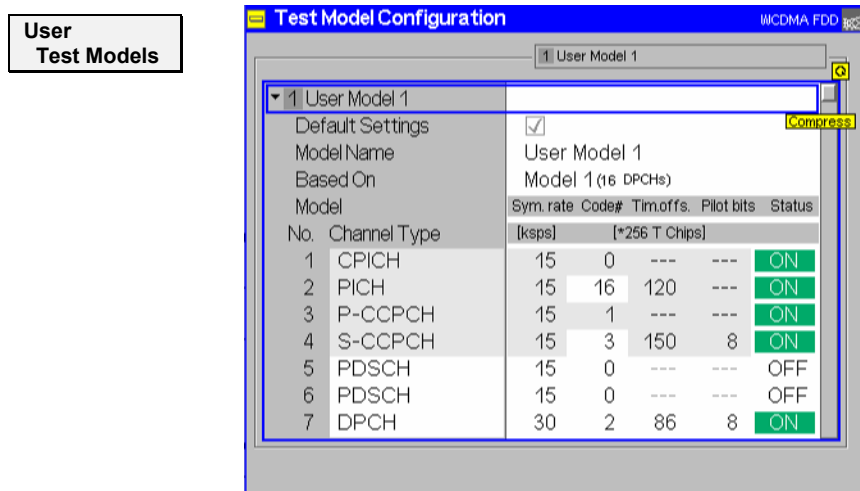 User
Test Models
Test Model Configuration WCDMA FDD
1 User Model 1
1 User Model 1
Compress
Default Settings
Model Name User Model 1
Based On Model 1 (16 DPCHs)
Model Sym. rate Code# Tim.offs. Pilot bits Status
No. Channel Type [ksps] [*256 T Chips]
1 CPICH 15 0 --- --- ON
2 PICH 15 16 120 --- ON
3 P-CCPCH 15 1 --- --- ON
4 S-CCPCH 15 3 150 8 ON
5 PDSCH 15 0 --- --- OFF
6 PDSCH 15 0 --- --- OFF
7 DPCH 30 2 86 8 ON